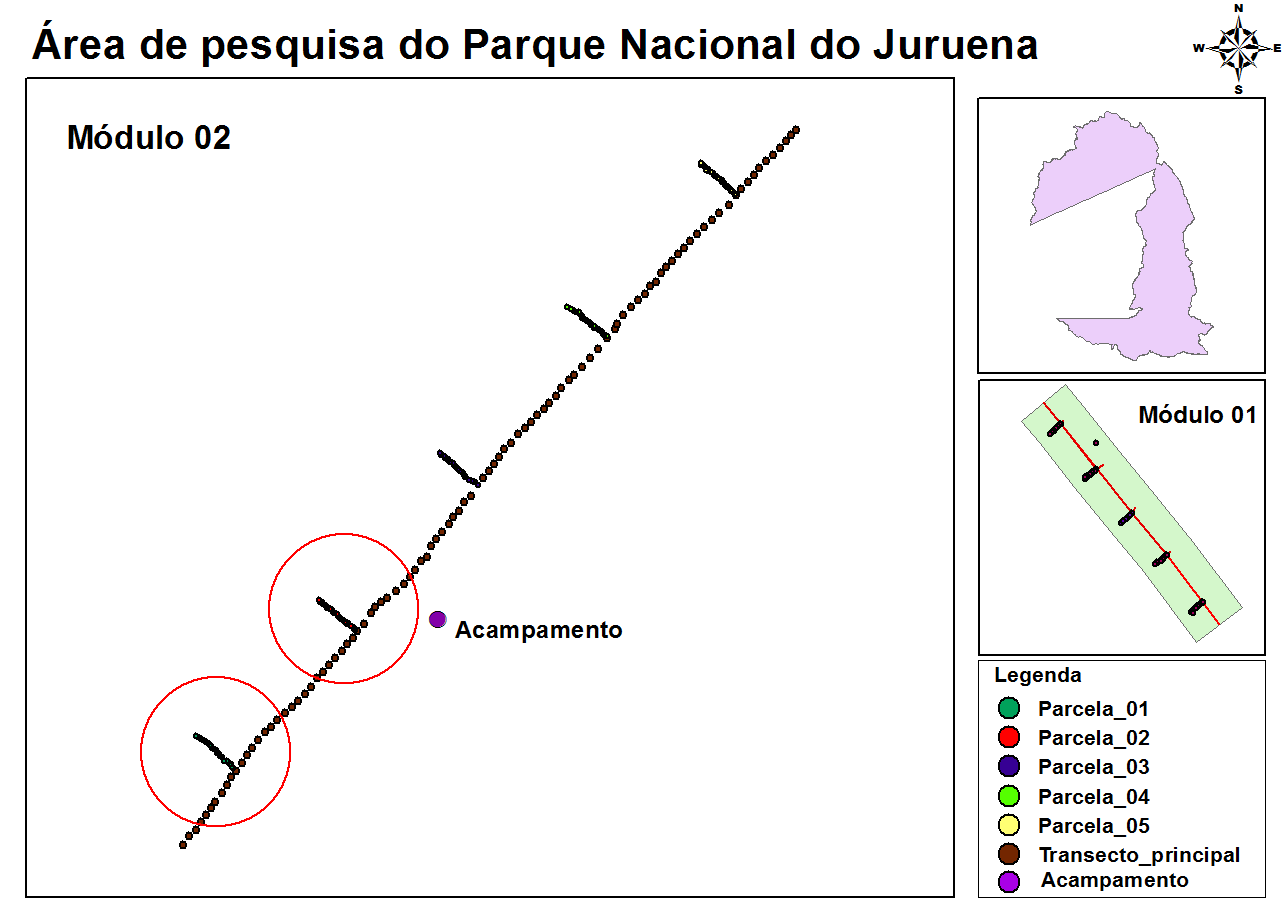 Área de pesquisa do Parque Nacional do Juruena
N
W E
S
Módulo 02
Acampamento
Módulo 01
Legenda
Parcela_01
Parcela_02
Parcela_03
Parcela_04
Parcela_05
Transecto_principal
Acampamento